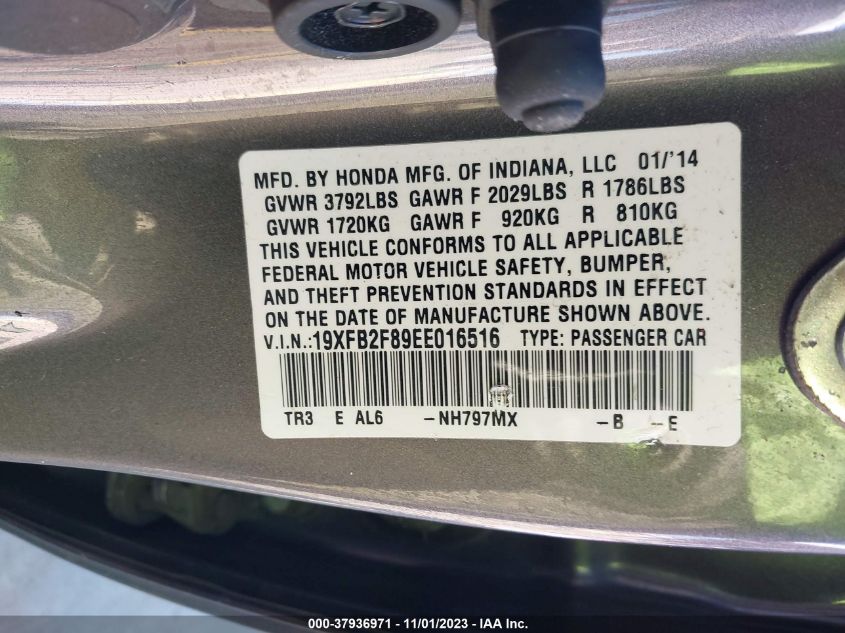 MFD. BY HONDA MFG. OF INDIANA, LLC 01/'14
GVWR 3792LBS GAWR F 2029LBS R 1786LBS
GVWR 1720KG GAWR F 920KG R 810KG
THIS VEHICLE CONFORMS TO ALL APPLICABLE
FEDERAL MOTOR VEHICLE SAFETY, BUMPER,
AND THEFT PREVENTION STANDARDS IN EFFECT
ON THE DATE OF MANUFACTURE SHOWN ABOVE.
V.I.N.:19XFB2F89EE016516 TYPE: PASSENGER CAR
TR3 E AL6 -NH797MX -B -E
000-37936971 - 11/01/2023 - IAA Inc.